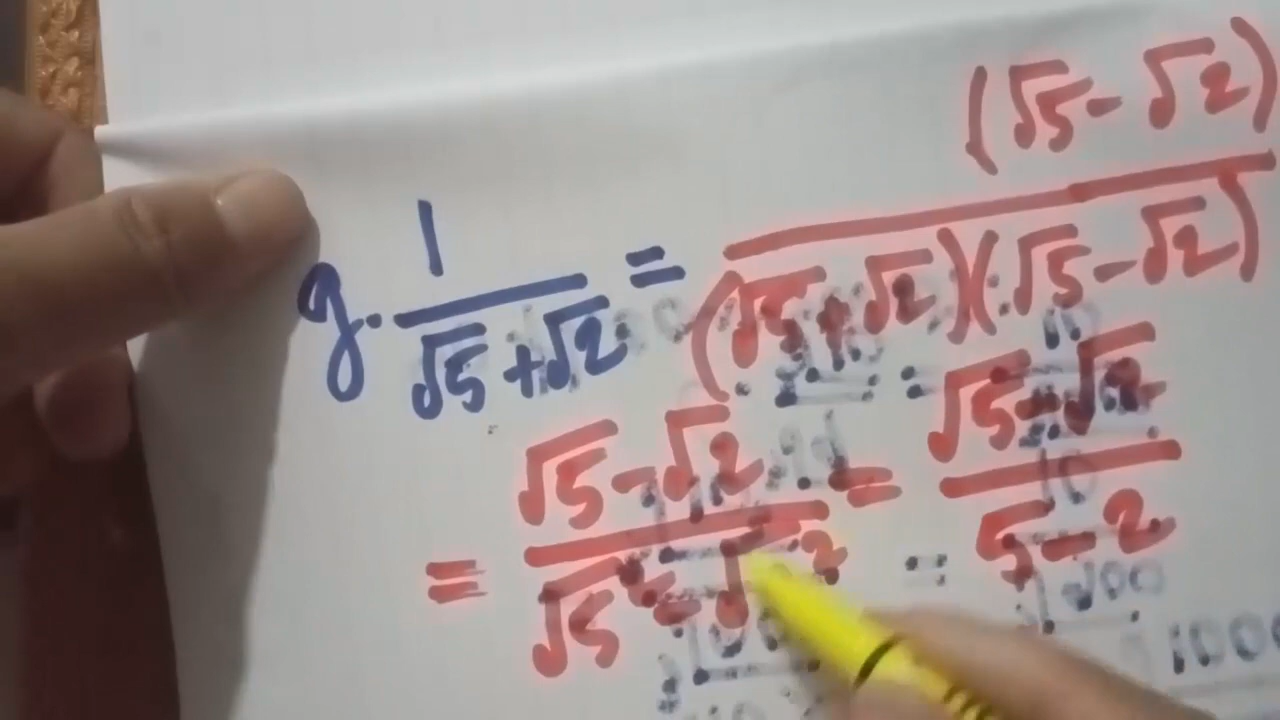 g. 1/(√5+√2) = (√5-√2)/((√5+√2)(√5-√2))
= (√5-√2)/(√5²-√2²) = (√5-√2)/(5-2)